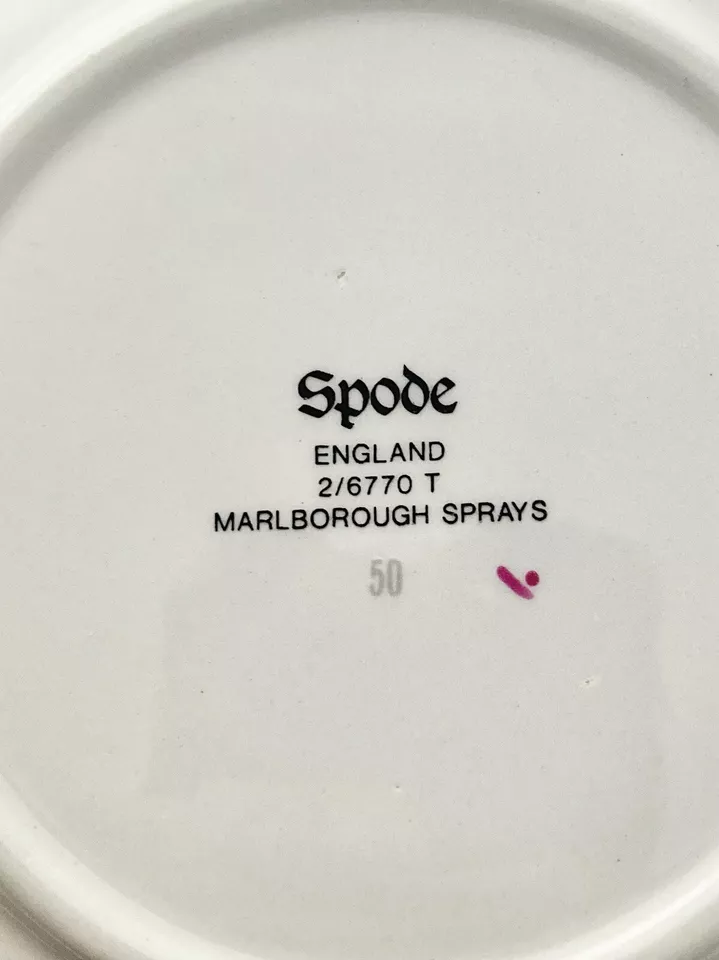 Spode
ENGLAND
2/6770 T
MARLBOROUGH SPRAYS
50